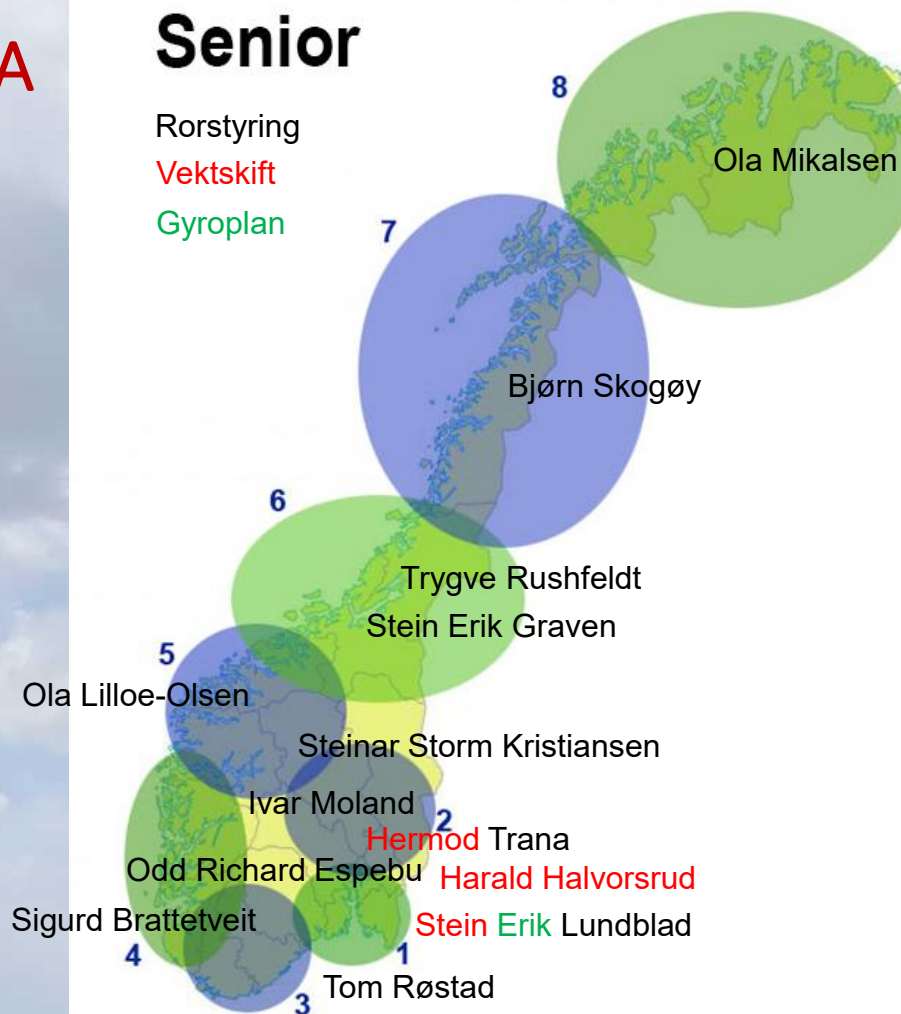 A
Senior
Rorstyring
Vektskift
Gyroplan
8
Ola Mikalsen
7
Bjørn Skogøy
6
Trygve Rushfeldt
Stein Erik Graven
5
Ola Lilloe-Olsen
Steinar Storm Kristiansen
Ivar Moland
2
Hermod Trana
Odd Richard Espebu
Harald Halvorsrud
Sigurd Brattetveit
Stein Erik Lundblad
4
1
Tom Røstad
3